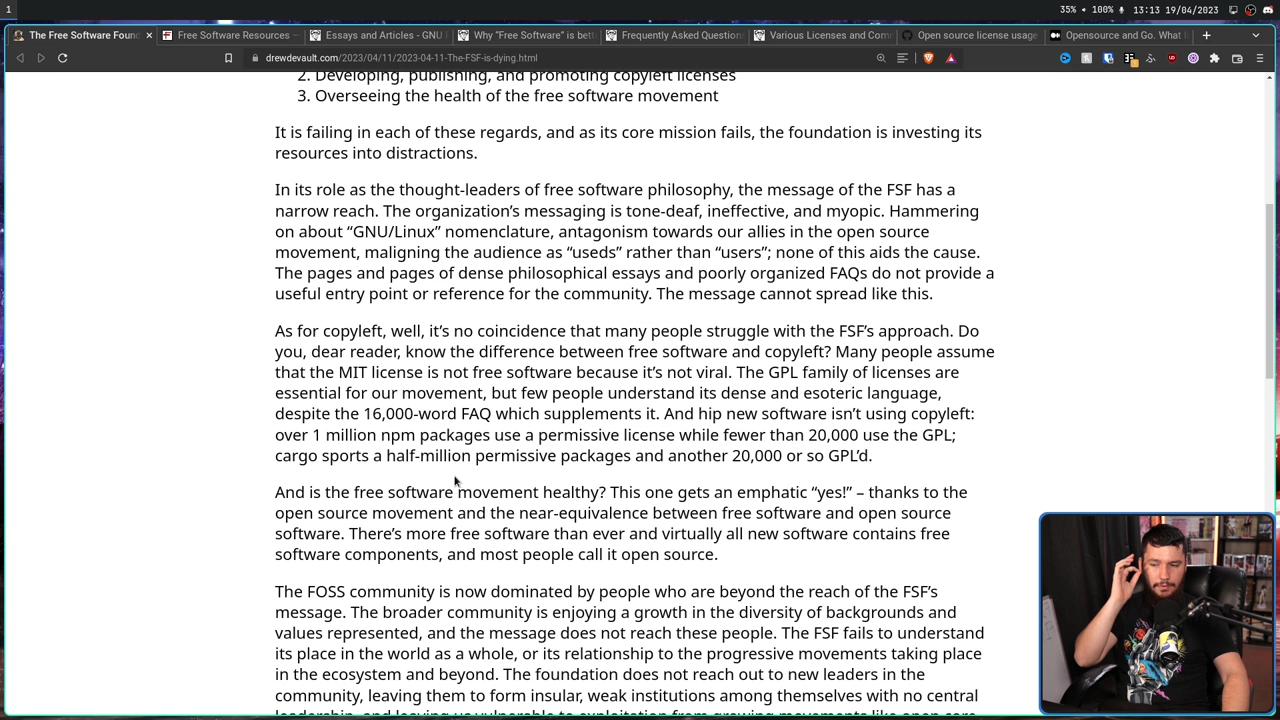 1
35%
100%
13:13 19/04/2023
The Free Software Foun
Free Software Resources —
Essays and Articles - GNU
Why “Free Software” is bett
Frequently Asked Question
Various Licenses and Com
Open source license usage
Opensource and Go. What l
drewdevault.com/2023/04/11/2023-04-11-The-FSF-is-dying.html
2. Developing, publishing, and promoting copyleft licenses
3. Overseeing the health of the free software movement
It is failing in each of these regards, and as its core mission fails, the foundation is investing its
resources into distractions.
In its role as the thought-leaders of free software philosophy, the message of the FSF has a
narrow reach. The organization’s messaging is tone-deaf, ineffective, and myopic. Hammering
on about “GNU/Linux” nomenclature, antagonism towards our allies in the open source
movement, maligning the audience as “useds” rather than “users”; none of this aids the cause.
The pages and pages of dense philosophical essays and poorly organized FAQs do not provide a
useful entry point or reference for the community. The message cannot spread like this.
As for copyleft, well, it’s no coincidence that many people struggle with the FSF’s approach. Do
you, dear reader, know the difference between free software and copyleft? Many people assume
that the MIT license is not free software because it’s not viral. The GPL family of licenses are
essential for our movement, but few people understand its dense and esoteric language,
despite the 16,000-word FAQ which supplements it. And hip new software isn’t using copyleft:
over 1 million npm packages use a permissive license while fewer than 20,000 use the GPL;
cargo sports a half-million permissive packages and another 20,000 or so GPL’d.
And is the free software movement healthy? This one gets an emphatic “yes!” – thanks to the
open source movement and the near-equivalence between free software and open source
software. There’s more free software than ever and virtually all new software contains free
software components, and most people call it open source.
The FOSS community is now dominated by people who are beyond the reach of the FSF’s
message. The broader community is enjoying a growth in the diversity of backgrounds and
values represented, and the message does not reach these people. The FSF fails to understand
its place in the world as a whole, or its relationship to the progressive movements taking place
in the ecosystem and beyond. The foundation does not reach out to new leaders in the
community, leaving them to form insular, weak institutions among themselves with no central
leadership, and leaving us vulnerable to exploitation from growing movements like open core